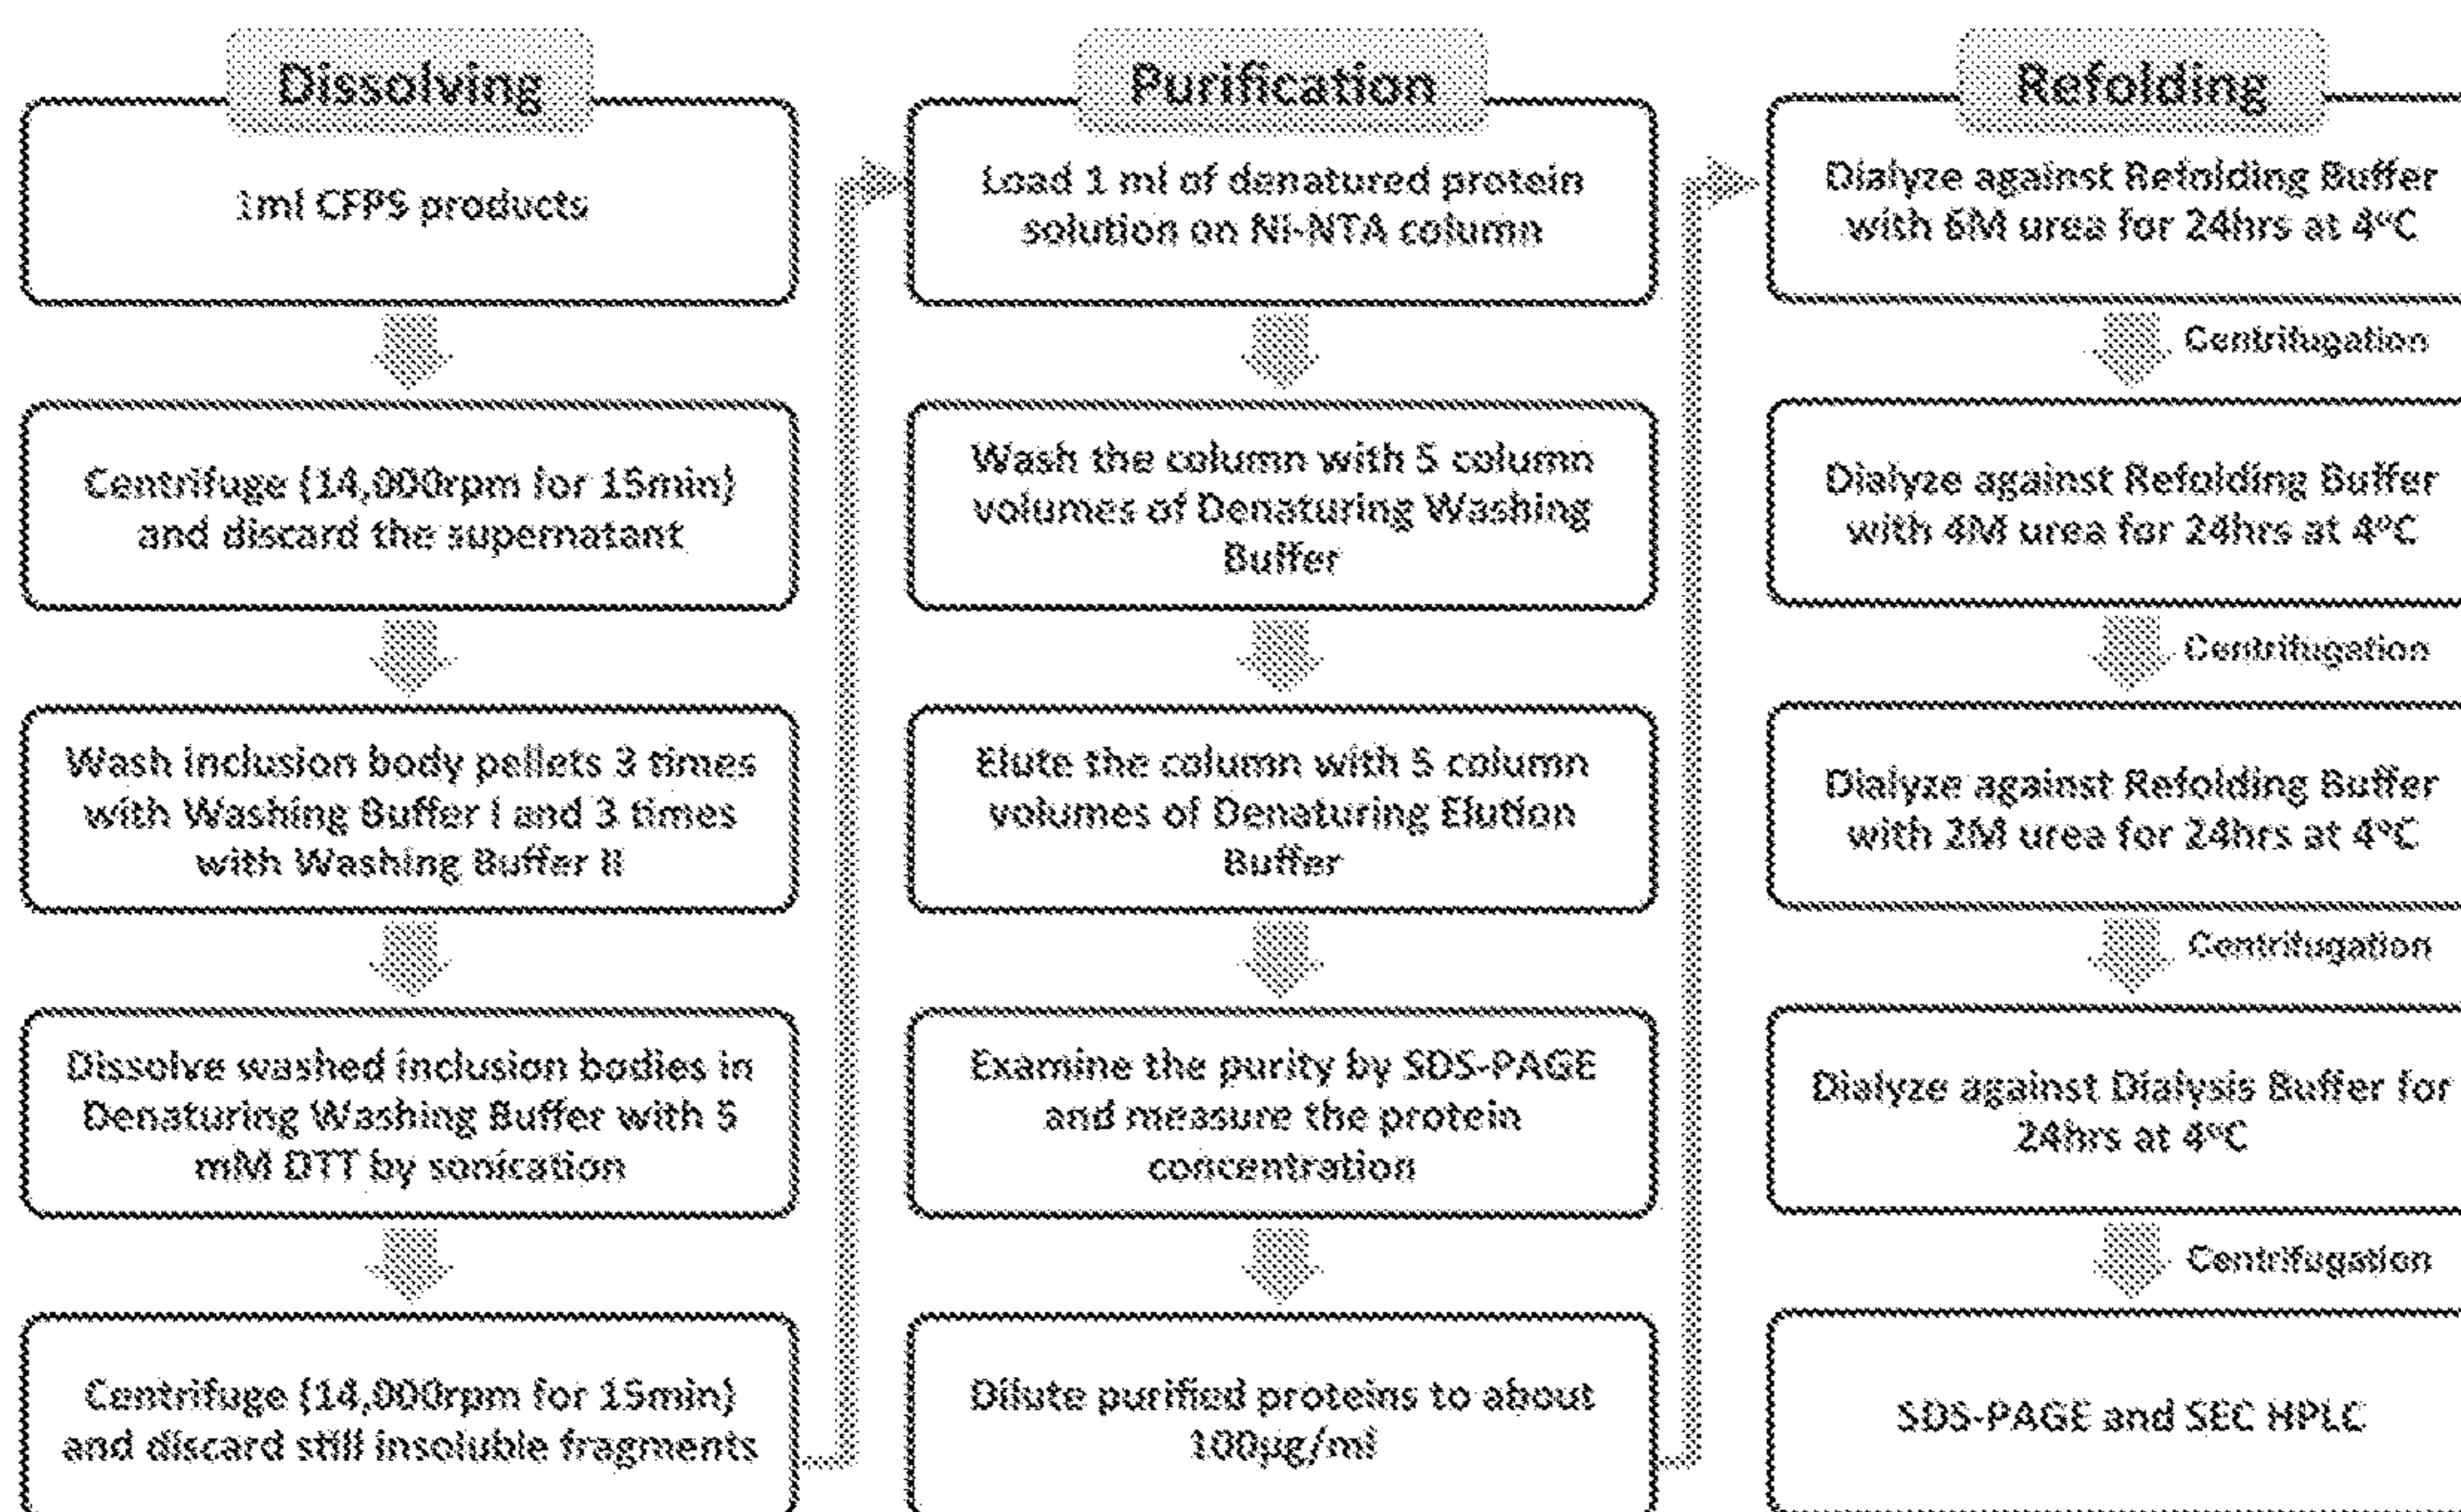 Dissolving
1ml CFPS products
Centrifuge (14,000rpm for 15min)
and discard the supernatant
Wash inclusion body pellets 3 times
with Washing Buffer I and 3 times
with Washing Buffer II
Dissolve washed inclusion bodies in
Denaturing Washing Buffer with 5
mM DTT by sonication
Centrifuge (14,000rpm for 15min)
and discard still insoluble fragments
Purification
Load 1 ml of denatured protein
solution on Ni-NTA column
Wash the column with 5 column
volumes of Denaturing Washing
Buffer
Elute the column with 5 column
volumes of Denaturing Elution
Buffer
Examine the purity by SDS-PAGE
and measure the protein
concentration
Dilute purified proteins to about
100µg/ml
Refolding
Dialyze against Refolding Buffer
with 6M urea for 24hrs at 4°C
Centrifugation
Dialyze against Refolding Buffer
with 4M urea for 24hrs at 4°C
Centrifugation
Dialyze against Refolding Buffer
with 2M urea for 24hrs at 4°C
Centrifugation
Dialyze against Dialysis Buffer for
24hrs at 4°C
Centrifugation
SDS-PAGE and SEC HPLC